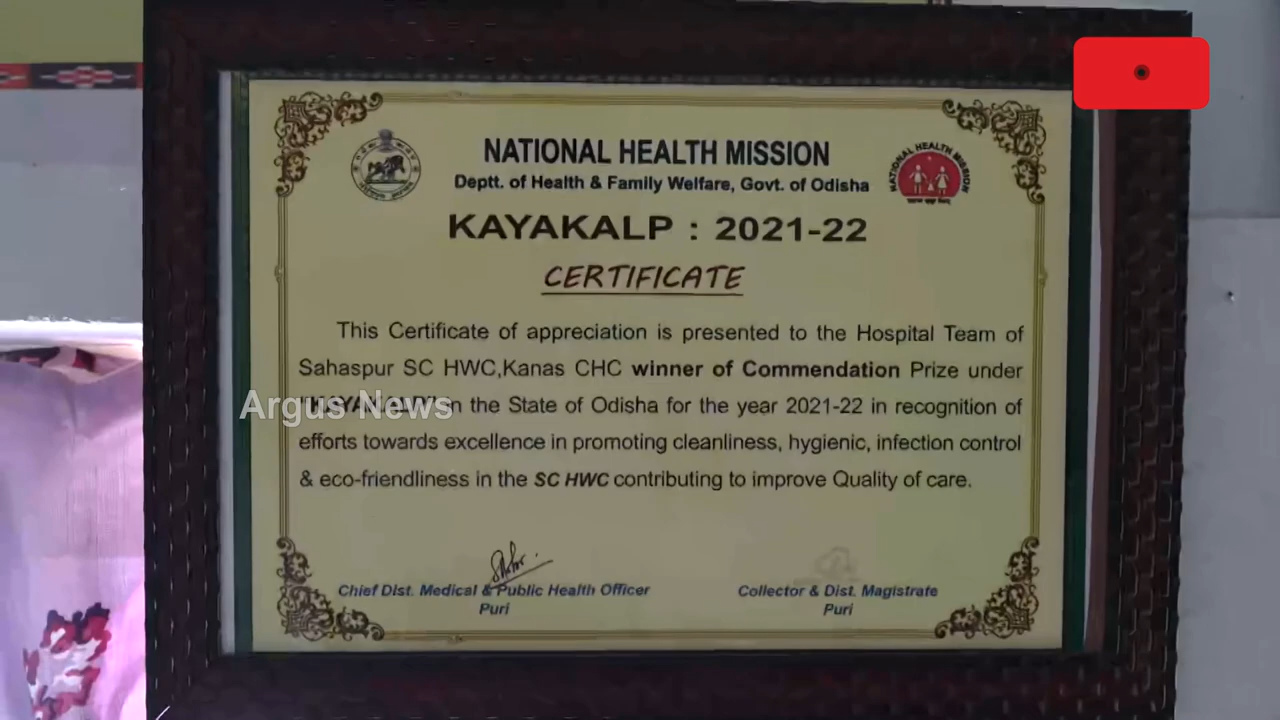 NATIONAL HEALTH MISSION
Deptt. of Health & Family Welfare, Govt. of Odisha
NATIONAL HEALTH MISSION
KAYAKALP : 2021-22
CERTIFICATE
This Certificate of appreciation is presented to the Hospital Team of
Sahaspur SC HWC,Kanas CHC winner of Commendation Prize under
in the State of Odisha for the year 2021-22 in recognition of
Argus News
efforts towards excellence in promoting cleanliness, hygienic, infection control
& eco-friendliness in the SC HWC contributing to improve Quality of care.
Chief Dist. Medical & Public Health Officer
Puri
Collector & Dist. Magistrate
Puri